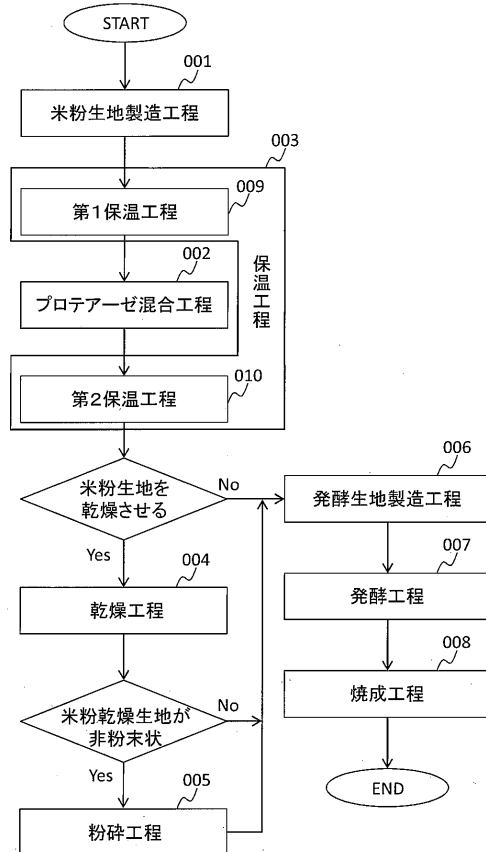 START
001
米粉生地製造工程
003
009
第1保温工程
002
プロテアーゼ混合工程
保温工程
010
第2保温工程
米粉生地を
乾燥させる
No
Yes
004
乾燥工程
米粉乾燥生地が
非粉末状
No
Yes
005
粉砕工程
006
発酵生地製造工程
007
発酵工程
008
焼成工程
END